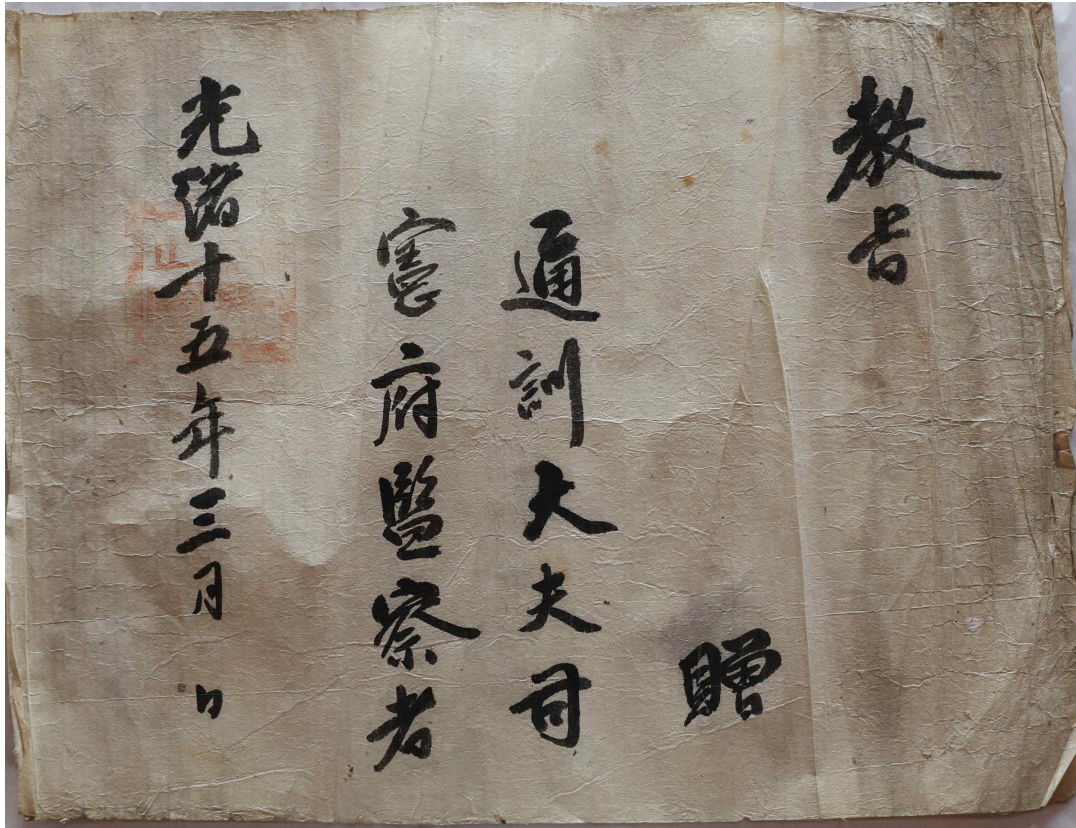 教旨
贈
通訓大夫司
憲府監察者
光緒十五年三月 日